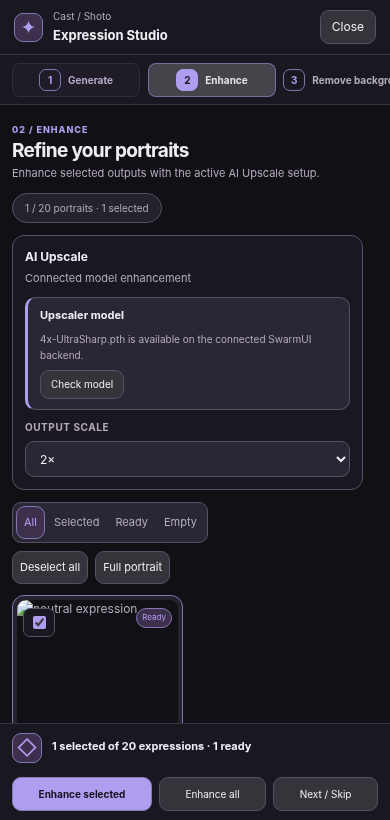 Cast / Shoto
Expression Studio
Close
1 Generate
2 Enhance
3 Remove backgro
02 / ENHANCE
Refine your portraits
Enhance selected outputs with the active AI Upscale setup.
1 / 20 portraits · 1 selected
AI Upscale
Connected model enhancement
Upscaler model
4x-UltraSharp.pth is available on the connected SwarmUI
backend.
Check model
OUTPUT SCALE
2×
All Selected Ready Empty
Deselect all Full portrait
neutral expression
Ready
1 selected of 20 expressions · 1 ready
Enhance selected Enhance all Next / Skip